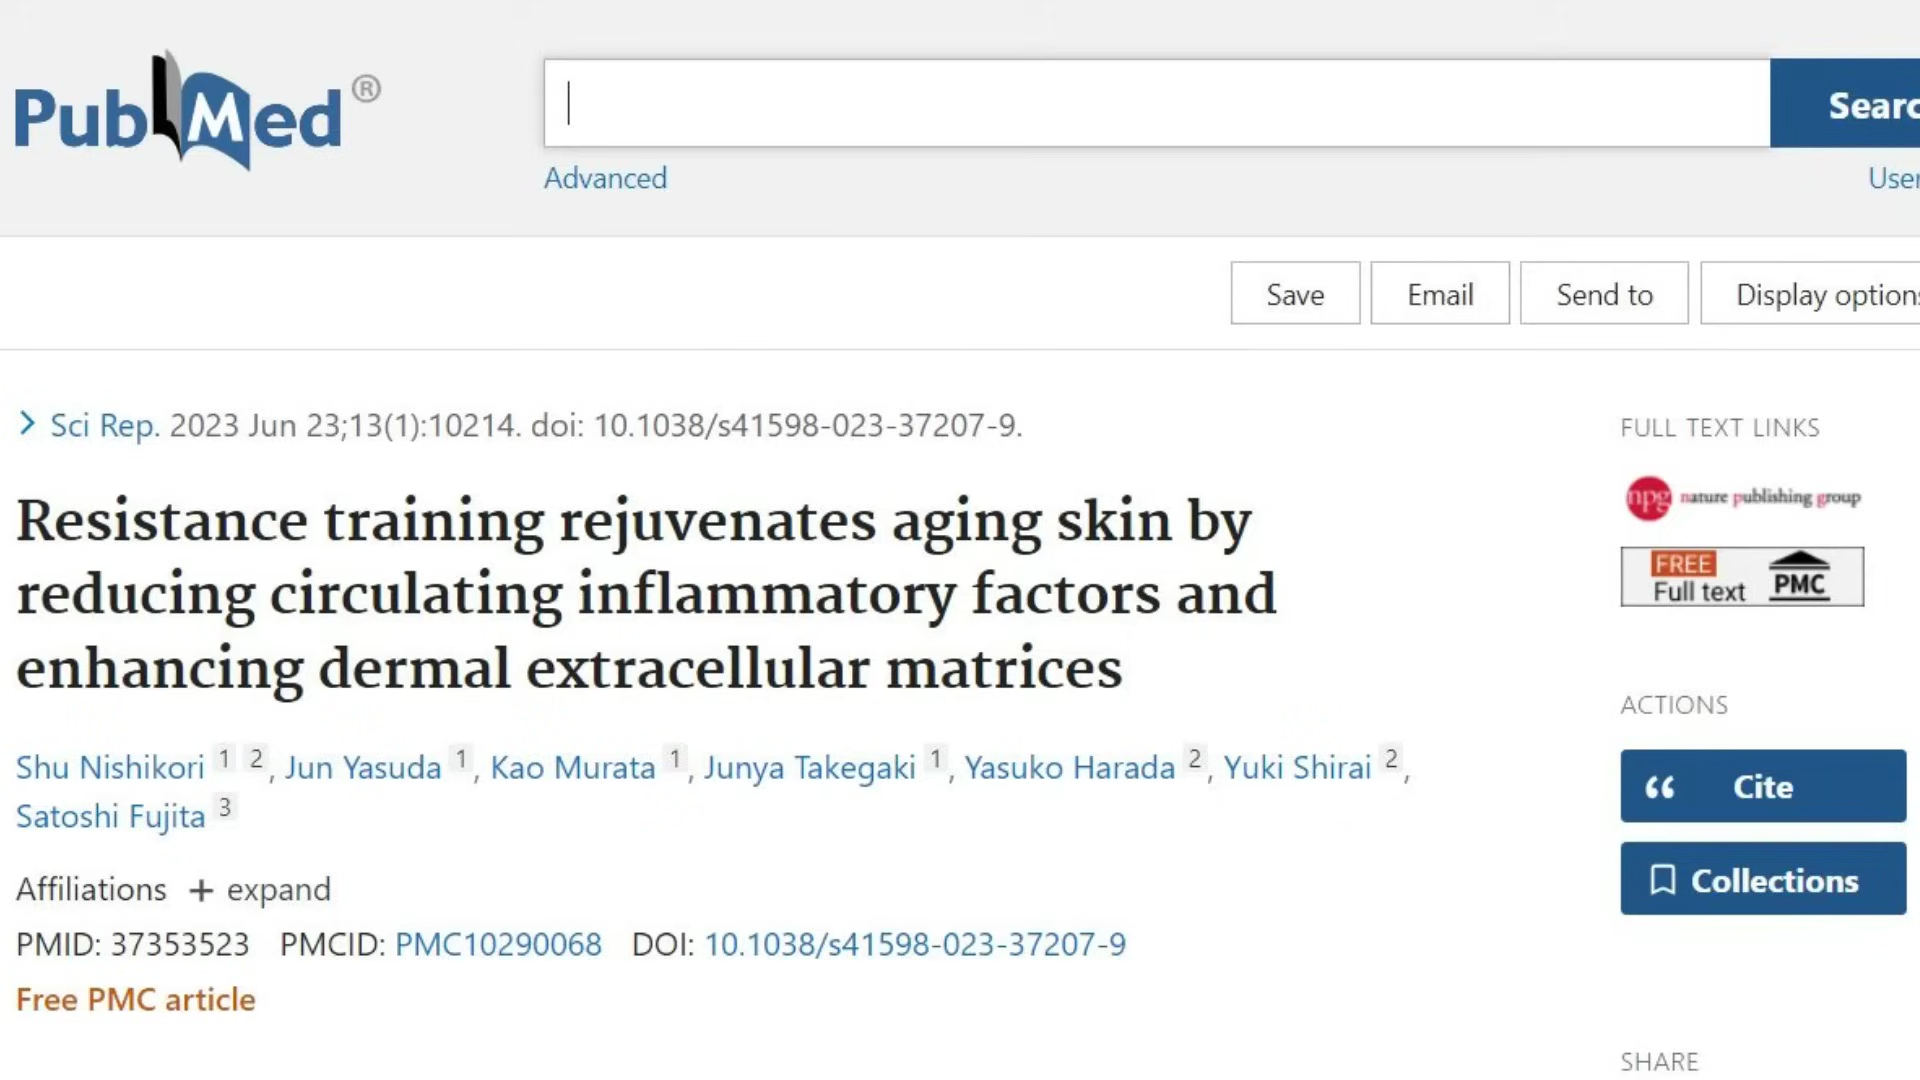 PubMed®
Searc
Advanced
User
Save
Email
Send to
Display options
Sci Rep. 2023 Jun 23;13(1):10214. doi: 10.1038/s41598-023-37207-9.
Resistance training rejuvenates aging skin by
reducing circulating inflammatory factors and
enhancing dermal extracellular matrices
Shu Nishikori 1 2, Jun Yasuda 1, Kao Murata 1, Junya Takegaki 1, Yasuko Harada 2, Yuki Shirai 2,
Satoshi Fujita 3
Affiliations + expand
PMID: 37353523 PMCID: PMC10290068 DOI: 10.1038/s41598-023-37207-9
Free PMC article
FULL TEXT LINKS
npg nature publishing group
FREE
Full text PMC
ACTIONS
Cite
Collections
SHARE